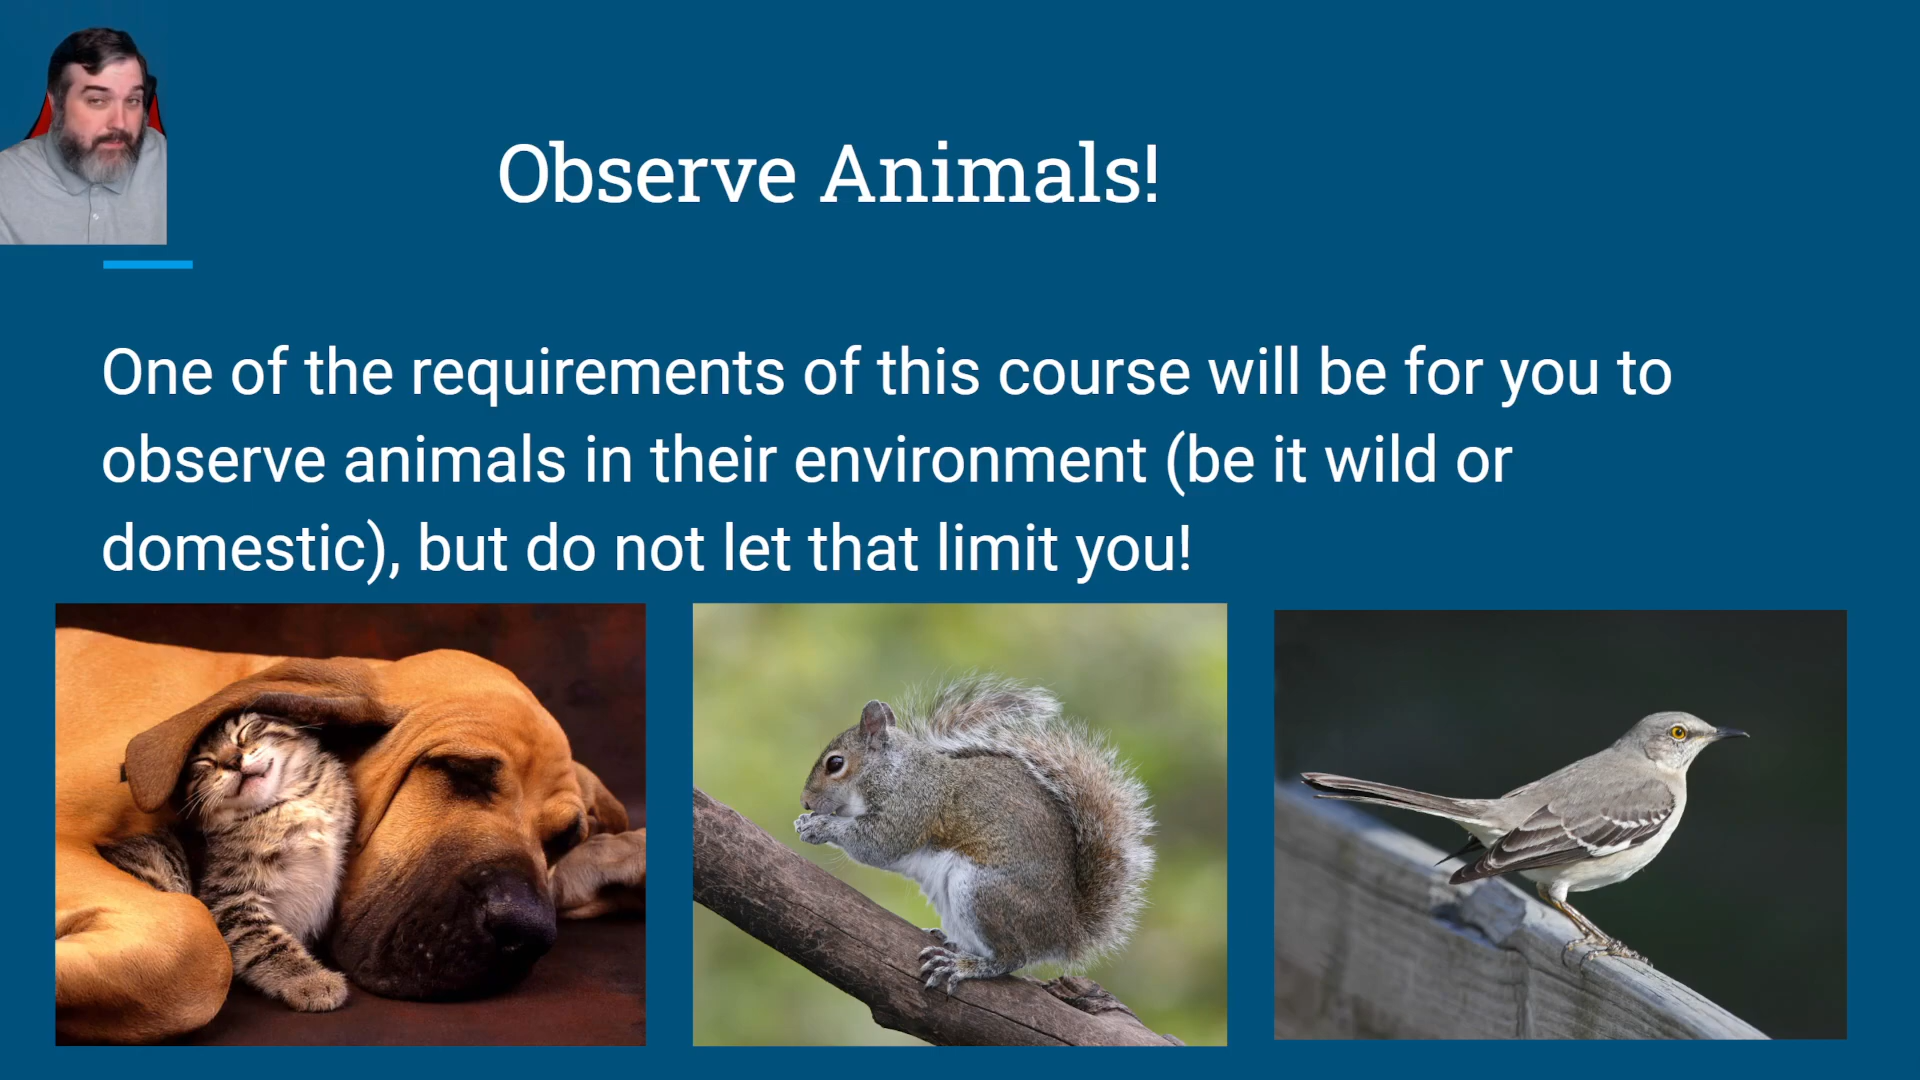 Observe Animals!
One of the requirements of this course will be for you to
observe animals in their environment (be it wild or
domestic), but do not let that limit you!